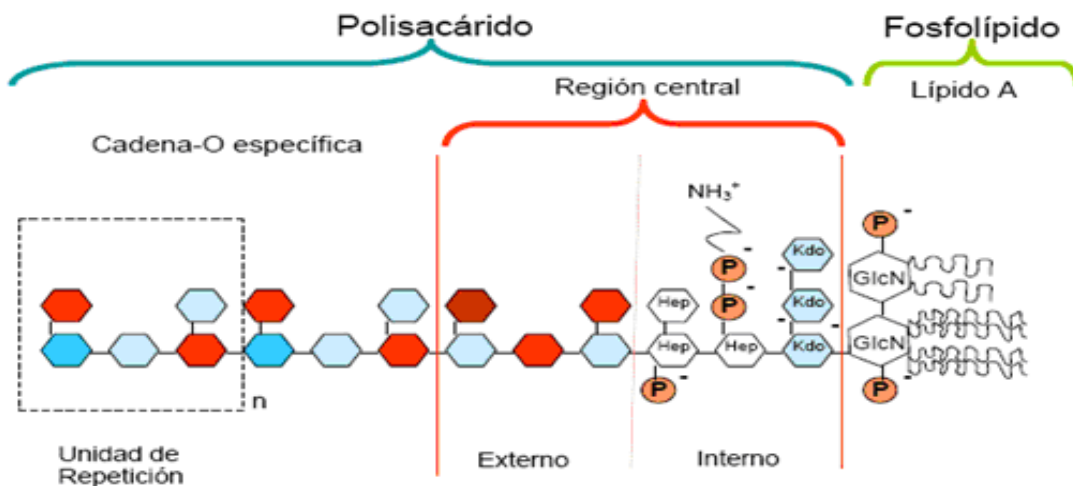 Polisacárido
Fosfolípido
Región central
Lípido A
Cadena-O específica
NH₃⁺
P -
Kdo
P -
- GlcN
Hep
P -
- Kdo
Hep
Hep
- Kdo -
GlcN
P -
P -
n
Unidad de
Repetición
Externo
Interno